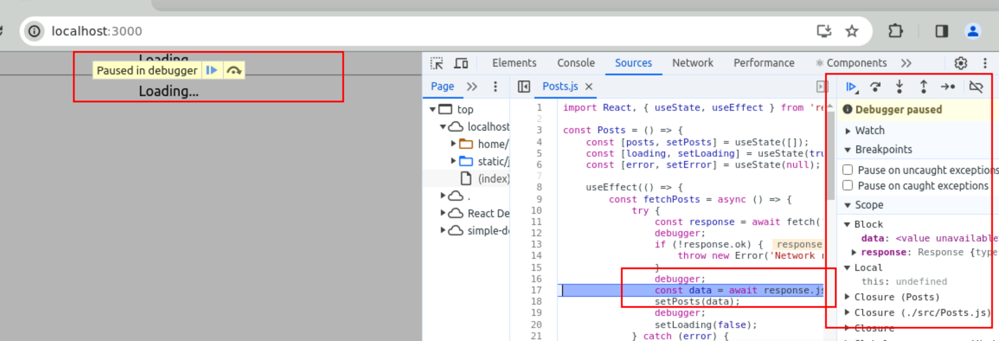 localhost:3000
Loading
Paused in debugger
Loading...
Elements Console Sources Network Performance Components
Page
Posts.js
top
localhost
home/
static/j
(index)
.
React De
simple-d
1 import React, { useState, useEffect } from 're
2
3 const Posts = () => {
4 const [posts, setPosts] = useState([]);
5 const [loading, setLoading] = useState(tru
6 const [error, setError] = useState(null);
7
8 useEffect(() => {
9 const fetchPosts = async () => {
10 try {
11 const response = await fetch(
12 debugger;
13 if (!response.ok) { response
14 throw new Error('Network
15 }
16 debugger;
17 const data = await response.js
18 setPosts(data);
19 debugger;
20 setLoading(false);
21 } catch (error) {
Debugger paused
Watch
Breakpoints
Pause on uncaught exceptions
Pause on caught exceptions
Scope
Block
data: <value unavailable
response: Response {type
Local
this: undefined
Closure (Posts)
Closure (./src/Posts.js)
Closure